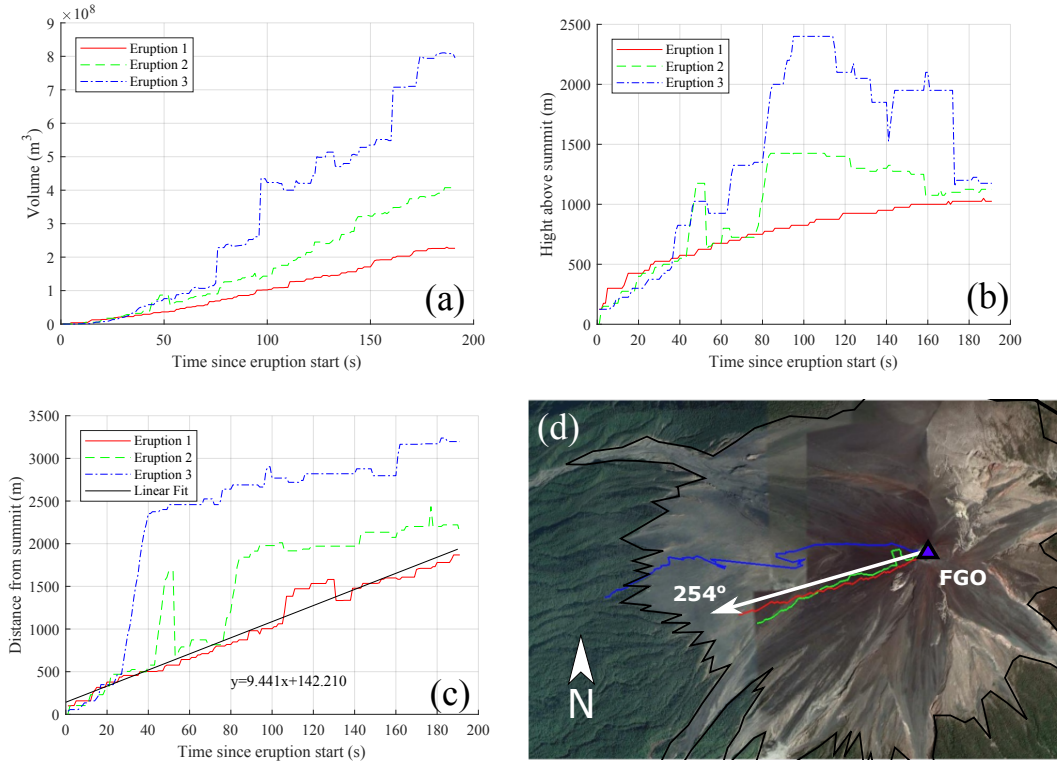 ×10⁸
9
8
7
6
5
4
3
2
1
0
Volume (m³)
Eruption 1
Eruption 2
Eruption 3
(a)
0 50 100 150 200
Time since eruption start (s)
2500
2000
1500
1000
500
0
Hight above summit (m)
Eruption 1
Eruption 2
Eruption 3
(b)
0 20 40 60 80 100 120 140 160 180 200
Time since eruption start (s)
3500
3000
2500
2000
1500
1000
500
0
Distance from summit (m)
Eruption 1
Eruption 2
Eruption 3
Linear Fit
y=9.441x+142.210
(c)
0 20 40 60 80 100 120 140 160 180 200
Time since eruption start (s)
(d)
FGO
254°
N